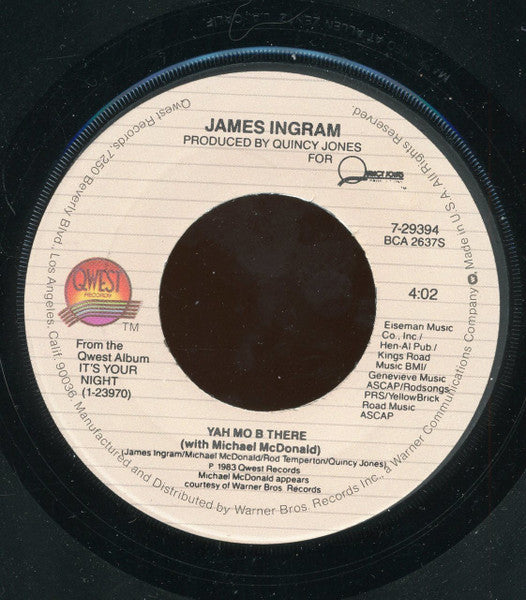 JAMES INGRAM
PRODUCED BY QUINCY JONES
FOR
QUINCY JONES
7-29394
BCA 2637S
4:02
QWEST
RECORDS
TM
From the
Qwest Album
IT'S YOUR
NIGHT
(1-23970)
Eiseman Music
Co., Inc./
Hen-Al Pub./
Kings Road
Music BMI/
Genevieve Music
ASCAP/Rodsongs
PRS/YellowBrick
Road Music
ASCAP
YAH MO B THERE
(with Michael McDonald)
(James Ingram/Michael McDonald/Rod Temperton/Quincy Jones)
℗ 1983 Qwest Records
Michael McDonald appears
courtesy of Warner Bros. Records
Qwest Records. 7250 Beverly Blvd., Los Angeles, Calif. 90036. Manufactured and Distributed by Warner Bros. Records Inc., a Warner Communications Company Made in U.S.A. All Rights Reserved.